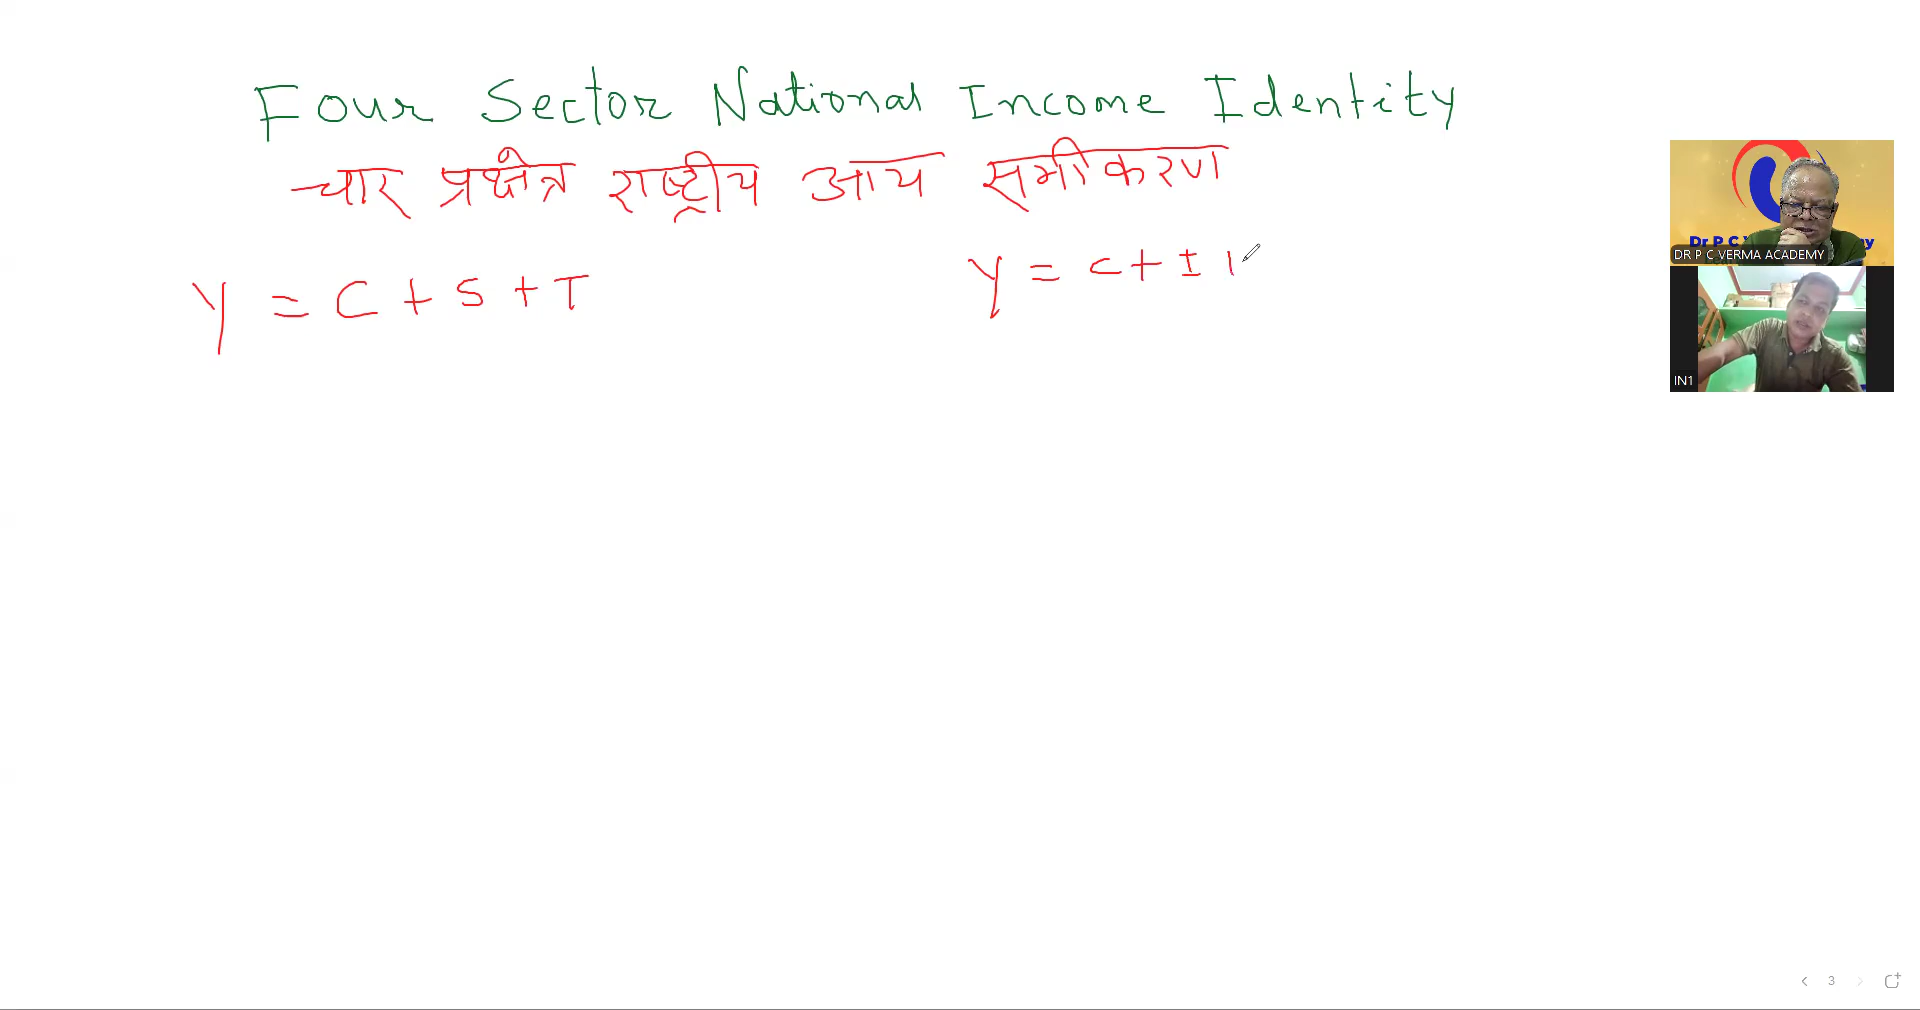 Four Sector National Income Identity
चार प्रक्षेत्र राष्ट्रीय आय समीकरण
Y = C + S + T
Y = C + I
DR P C VERMA ACADEMY
IN1
3